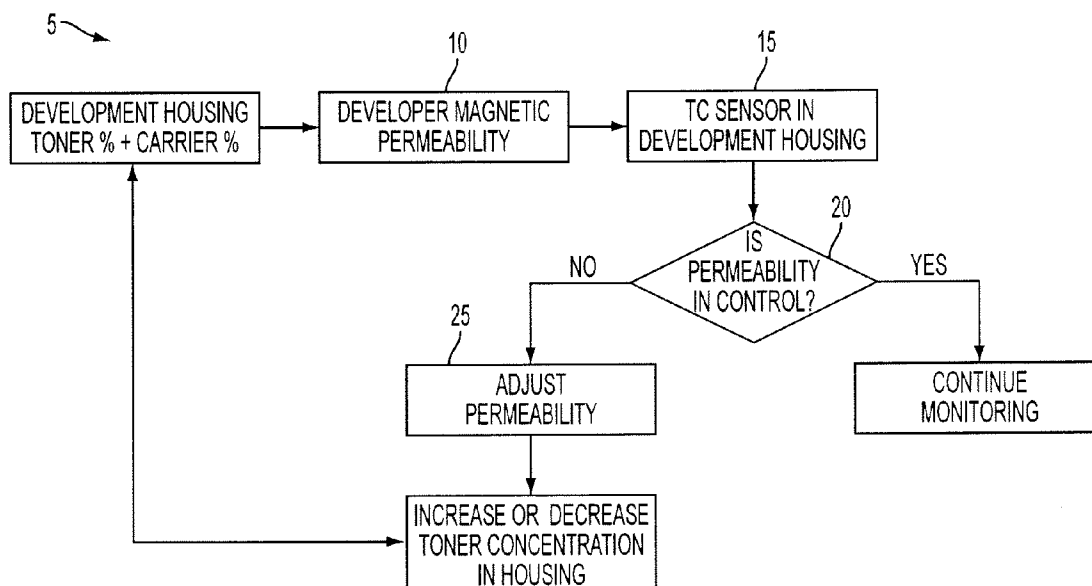 5
10
15
DEVELOPMENT HOUSING
TONER % + CARRIER %
DEVELOPER MAGNETIC
PERMEABILITY
TC SENSOR IN
DEVELOPMENT HOUSING
20
IS
PERMEABILITY
IN CONTROL?
NO
YES
25
ADJUST
PERMEABILITY
CONTINUE
MONITORING
INCREASE OR DECREASE
TONER CONCENTRATION
IN HOUSING